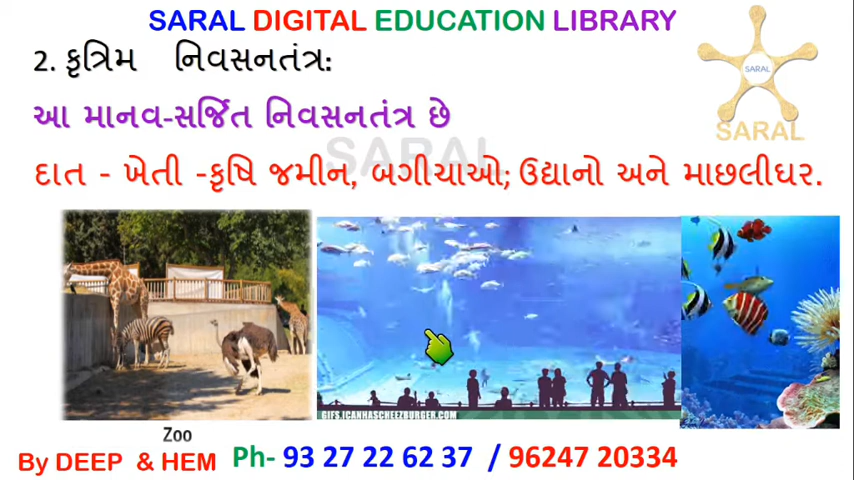 SARAL DIGITAL EDUCATION LIBRARY
2. કૃત્રિમ નિવસનતંત્ર:
આ માનવ-સર્જિત નિવસનતંત્ર છે
દાત - ખેતી -કૃષિ જમીન, બગીચાઓ; ઉદ્યાનો અને માછલીઘર.
SARAL
SARAL
SARAL
GIFS.ICANHASCHEEZBURGER.COM
Zoo
By DEEP & HEM Ph- 93 27 22 62 37 / 96247 20334